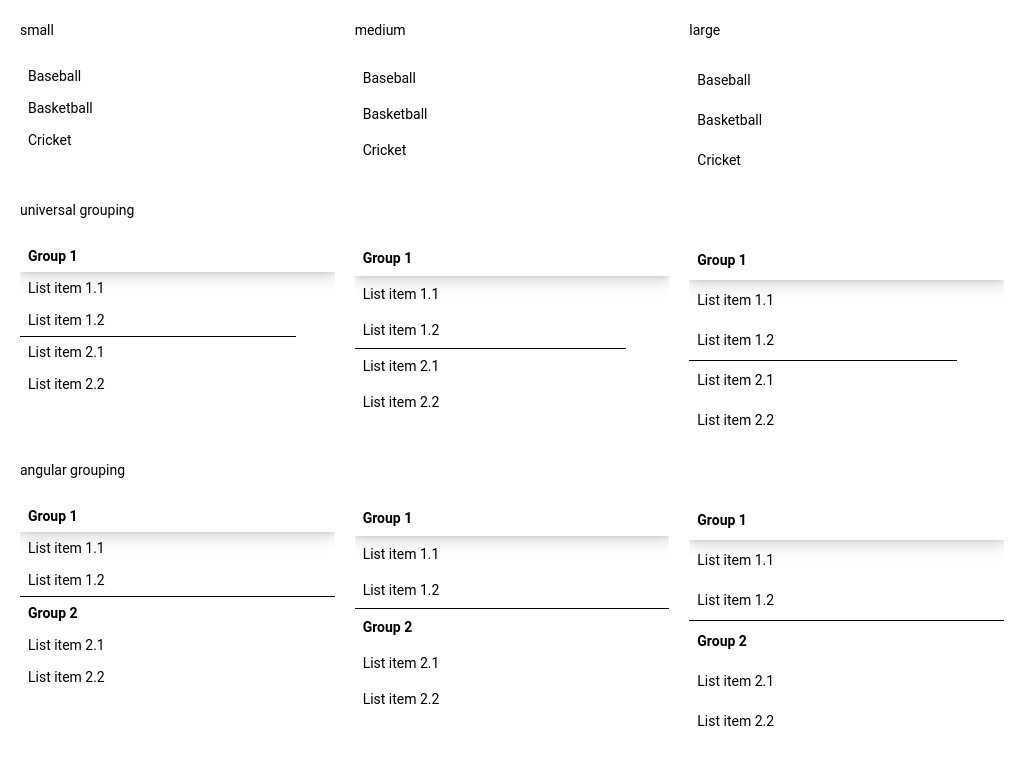 small medium large
Baseball Baseball Baseball
Basketball Basketball Basketball
Cricket Cricket Cricket
universal grouping
Group 1 Group 1 Group 1
List item 1.1 List item 1.1 List item 1.1
List item 1.2 List item 1.2 List item 1.2
List item 2.1 List item 2.1 List item 2.1
List item 2.2 List item 2.2 List item 2.2
angular grouping
Group 1 Group 1 Group 1
List item 1.1 List item 1.1 List item 1.1
List item 1.2 List item 1.2 List item 1.2
Group 2 Group 2 Group 2
List item 2.1 List item 2.1 List item 2.1
List item 2.2 List item 2.2 List item 2.2